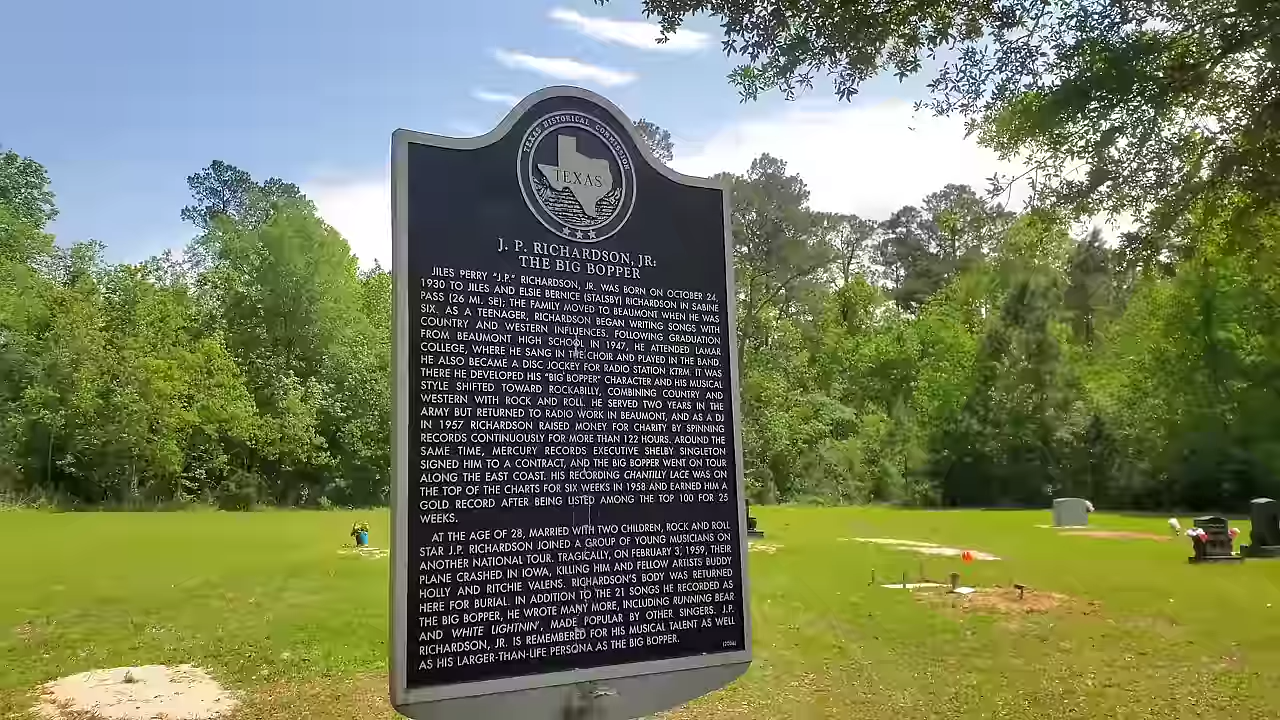 TEXAS HISTORICAL COMMISSION
TEXAS
J. P. RICHARDSON, JR:
THE BIG BOPPER
JILES PERRY "J.P." RICHARDSON, JR. WAS BORN ON OCTOBER 24,
1930 TO JILES AND ELSIE BERNICE (STALSBY) RICHARDSON IN SABINE
PASS (26 MI. SE); THE FAMILY MOVED TO BEAUMONT WHEN HE WAS
SIX. AS A TEENAGER, RICHARDSON BEGAN WRITING SONGS WITH
COUNTRY AND WESTERN INFLUENCES. FOLLOWING GRADUATION
FROM BEAUMONT HIGH SCHOOL IN 1947, HE ATTENDED LAMAR
COLLEGE, WHERE HE SANG IN THE CHOIR AND PLAYED IN THE BAND.
HE ALSO BECAME A DISC JOCKEY FOR RADIO STATION KTRM. IT WAS
THERE HE DEVELOPED HIS "BIG BOPPER" CHARACTER AND HIS MUSICAL
STYLE SHIFTED TOWARD ROCKABILLY, COMBINING COUNTRY AND
WESTERN WITH ROCK AND ROLL. HE SERVED TWO YEARS IN THE
ARMY BUT RETURNED TO RADIO WORK IN BEAUMONT, AND AS A DJ
IN 1957 RICHARDSON RAISED MONEY FOR CHARITY BY SPINNING
RECORDS CONTINUOUSLY FOR MORE THAN 122 HOURS. AROUND THE
SAME TIME, MERCURY RECORDS EXECUTIVE SHELBY SINGLETON
SIGNED HIM TO A CONTRACT, AND THE BIG BOPPER WENT ON TOUR
ALONG THE EAST COAST. HIS RECORDING CHANTILLY LACE WAS ON
THE TOP OF THE CHARTS FOR SIX WEEKS IN 1958 AND EARNED HIM A
GOLD RECORD AFTER BEING LISTED AMONG THE TOP 100 FOR 25
WEEKS.
AT THE AGE OF 28, MARRIED WITH TWO CHILDREN, ROCK AND ROLL
STAR J.P. RICHARDSON JOINED A GROUP OF YOUNG MUSICIANS ON
ANOTHER NATIONAL TOUR. TRAGICALLY, ON FEBRUARY 3, 1959, THEIR
PLANE CRASHED IN IOWA, KILLING HIM AND FELLOW ARTISTS BUDDY
HOLLY AND RITCHIE VALENS. RICHARDSON'S BODY WAS RETURNED
HERE FOR BURIAL. IN ADDITION TO THE 21 SONGS HE RECORDED AS
THE BIG BOPPER, HE WROTE MANY MORE, INCLUDING RUNNING BEAR
AND WHITE LIGHTNIN', MADE POPULAR BY OTHER SINGERS. J.P.
RICHARDSON, JR. IS REMEMBERED FOR HIS MUSICAL TALENT AS WELL
AS HIS LARGER-THAN-LIFE PERSONA AS THE BIG BOPPER.